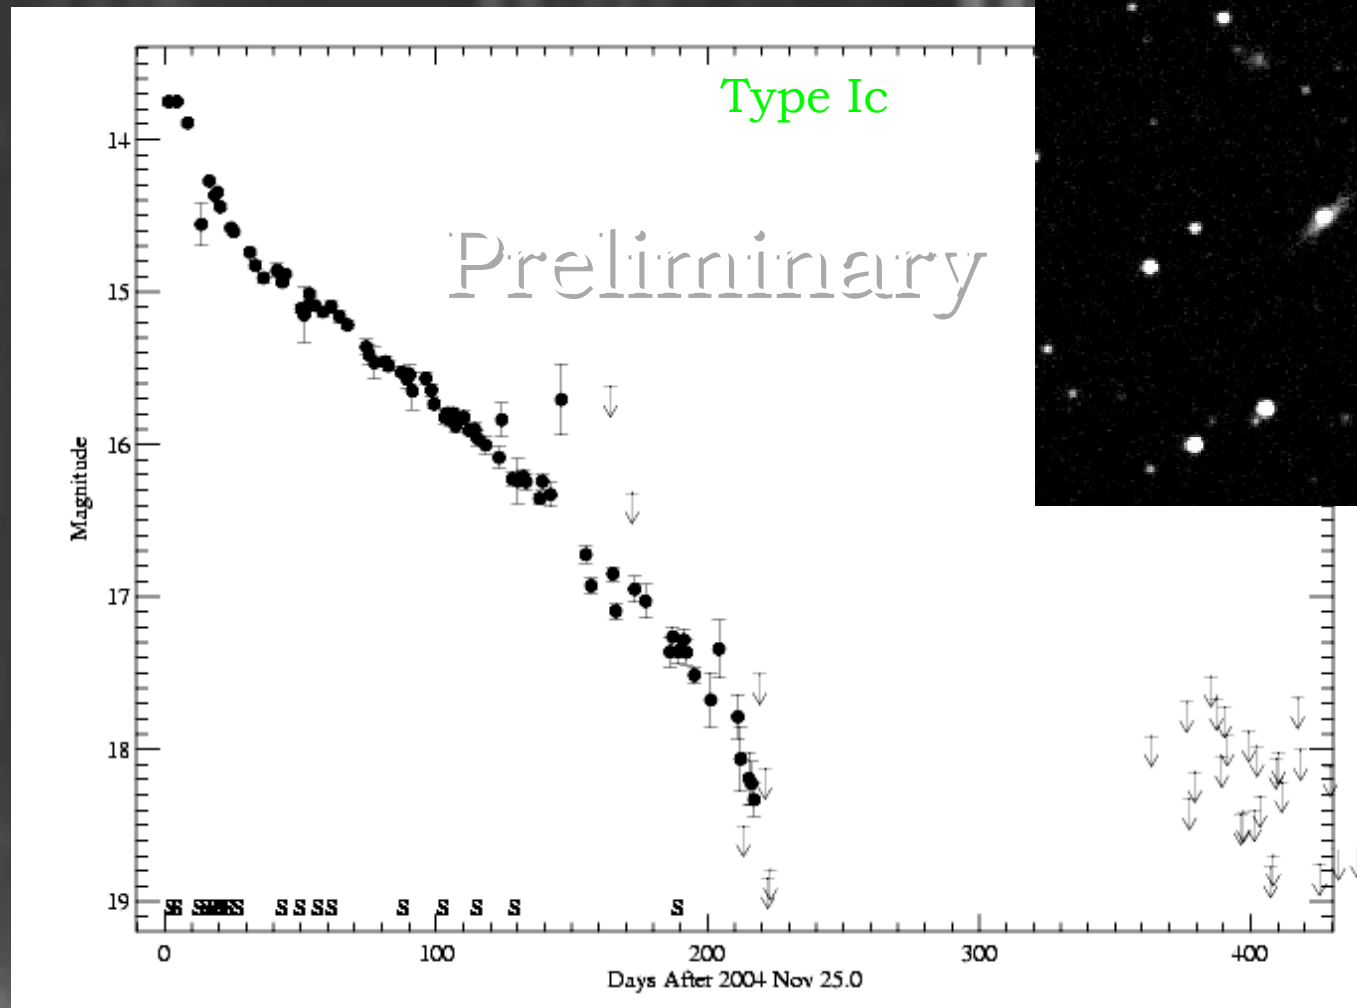 Type Ic
Preliminary
14
15
16
17
18
19
Magnitude
S S S S S S S S S S S S S S S S
0 100 200 300 400
Days After 2004 Nov 25.0